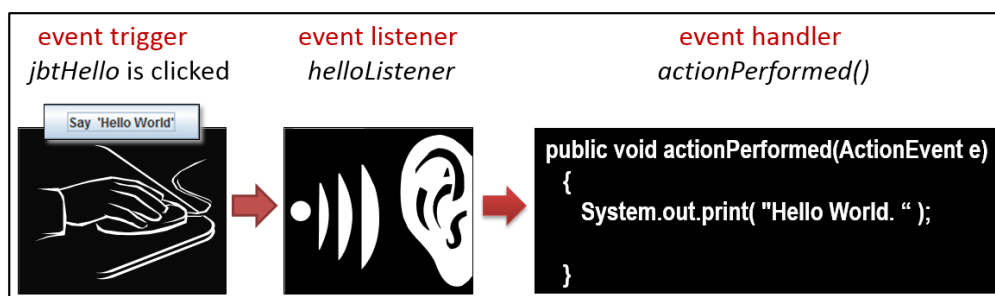 event trigger
jbtHello is clicked
Say 'Hello World'
event listener
helloListener
event handler
actionPerformed()
public void actionPerformed(ActionEvent e)
{
System.out.print( "Hello World. “ );
}